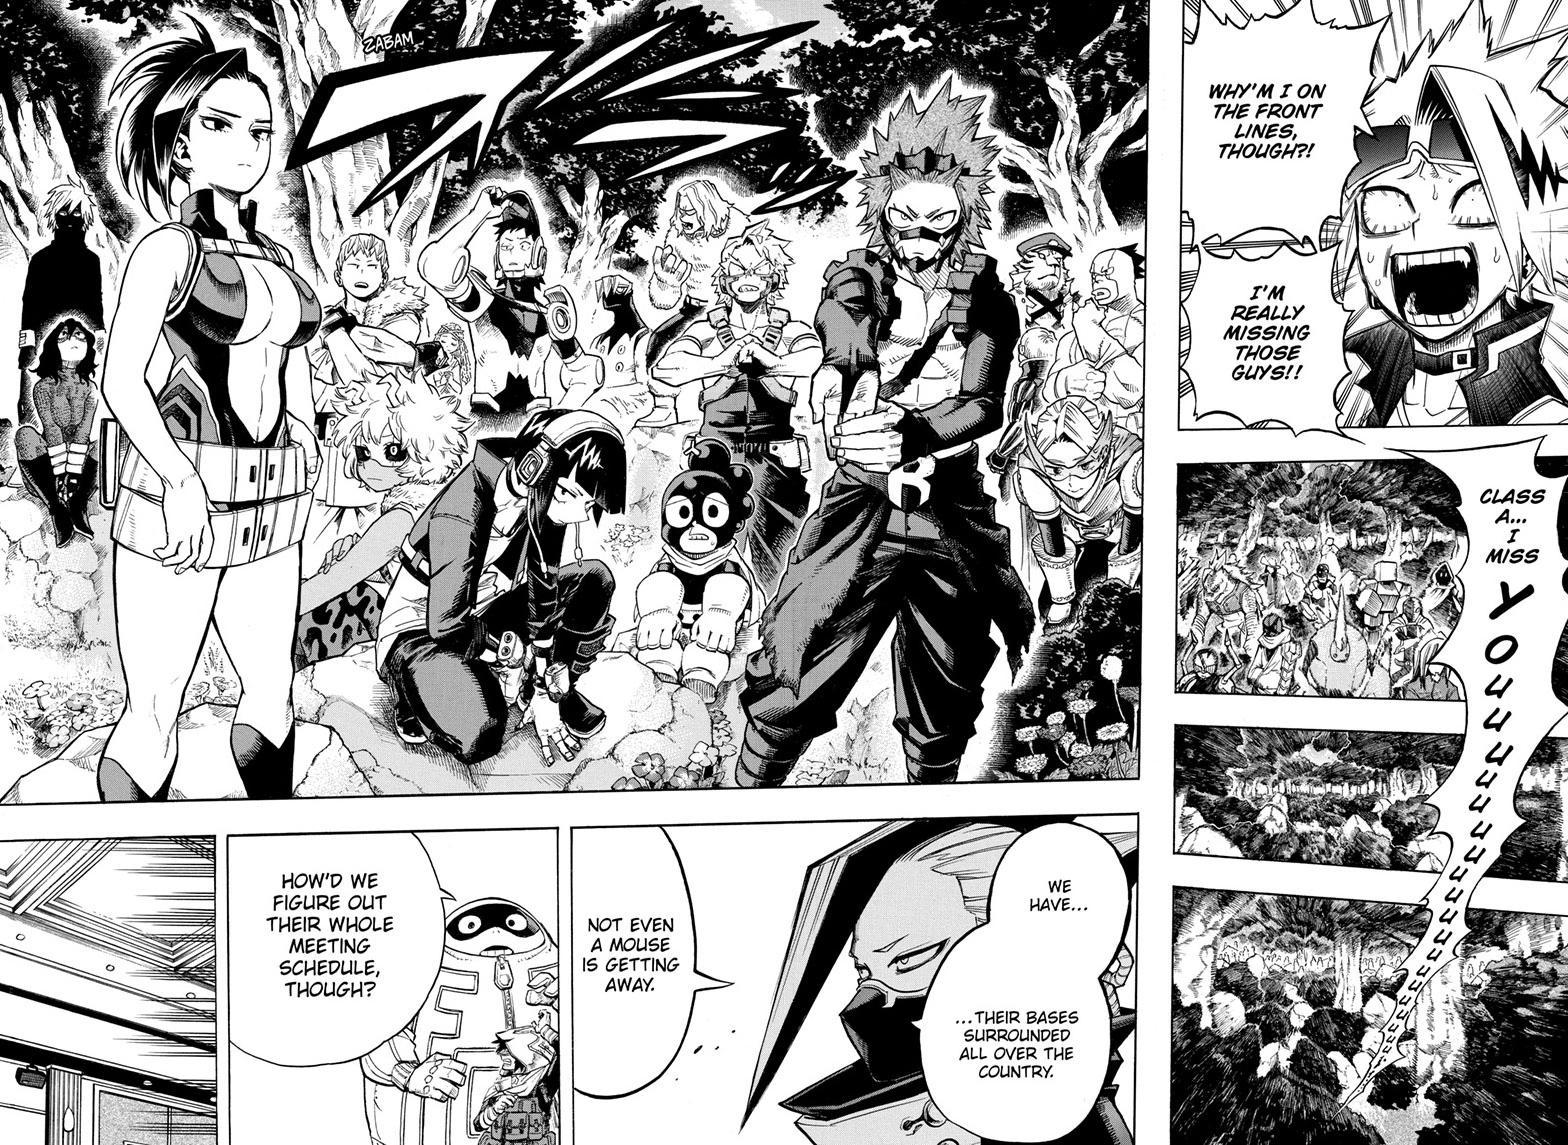 WHY'M I ON
THE FRONT
LINES,
THOUGH?!
I'M
REALLY
MISSING
THOSE
GUYS!!
CLASS
A...
I
MISS
YOUUUUUUUUUUUUUUUUUUUUUUUU
ZABAM
WE
HAVE...
...THEIR BASES
SURROUNDED
ALL OVER THE
COUNTRY.
NOT EVEN
A MOUSE
IS GETTING
AWAY.
HOW'D WE
FIGURE OUT
THEIR WHOLE
MEETING
SCHEDULE,
THOUGH?